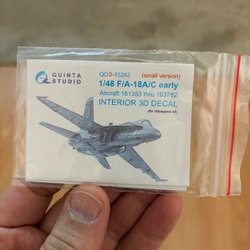 QUINTA
STUDIO
QDS-48283 (small version)
1/48 F/A-18A/C early
Aircraft 161353 thru 163782
INTERIOR 3D DECAL
(for Hasegawa kit)